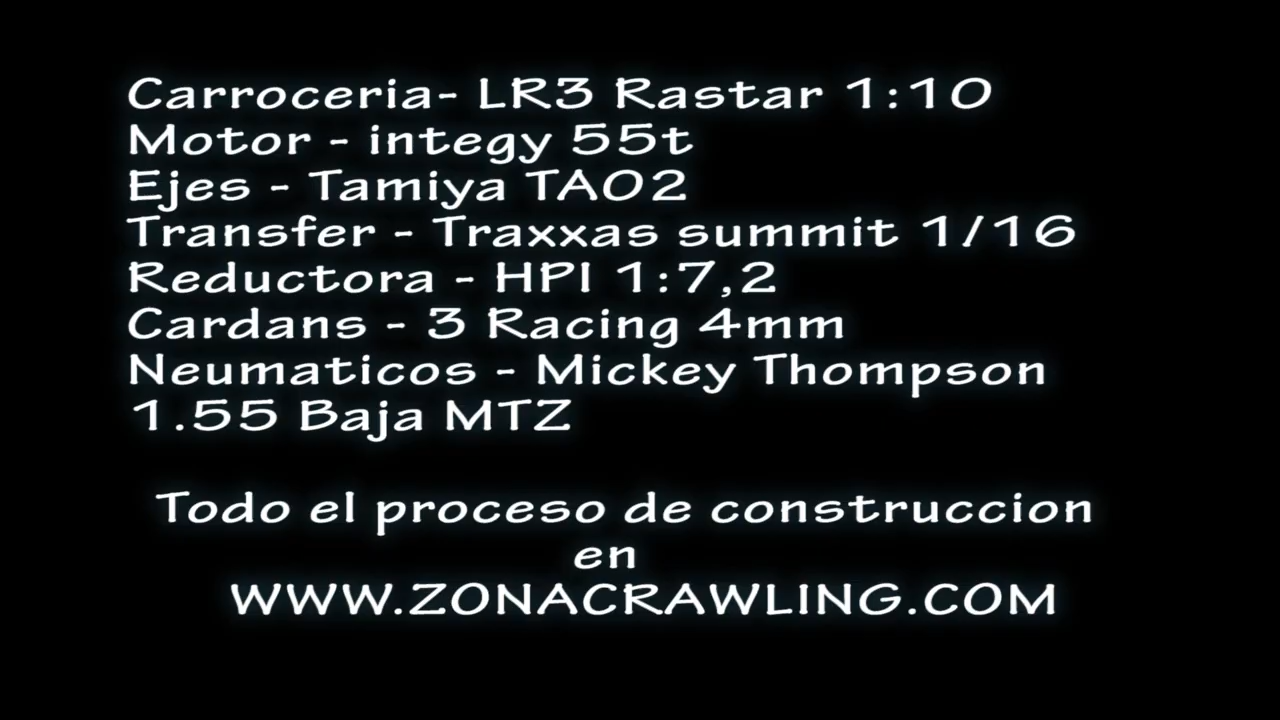 Carroceria- LR3 Rastar 1:10
Motor - integy 55t
Ejes - Tamiya TA02
Transfer - Traxxas summit 1/16
Reductora - HPI 1:7,2
Cardans - 3 Racing 4mm
Neumaticos - Mickey Thompson
1.55 Baja MTZ
Todo el proceso de construccion
en
WWW.ZONACRAWLING.COM